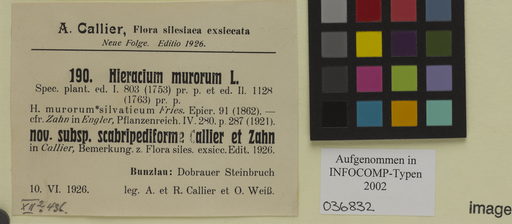 A. Callier, Flora silesiaca exsiccata
Neue Folge. Editio 1926.
190. Hieracium murorum L.
Spec. plant. ed. I. 803 (1753) pr. p. et ed. II. 1128
(1763) pr. p.
H. murorum*silvaticum Fries. Epicr. 91 (1862). —
cfr. Zahn in Engler, Pflanzenreich. IV. 280. p. 287 (1921).
nov. subsp. scabripediforme Callier et Zahn
in Callier, Bemerkung. z. Flora siles. exsicc. Edit. 1926.
Bunzlau: Dobrauer Steinbruch
10. VI. 1926. leg. A. et R. Callier et O. Weiß.
Aufgenommen in
INFOCOMP-Typen
2002
036832
image